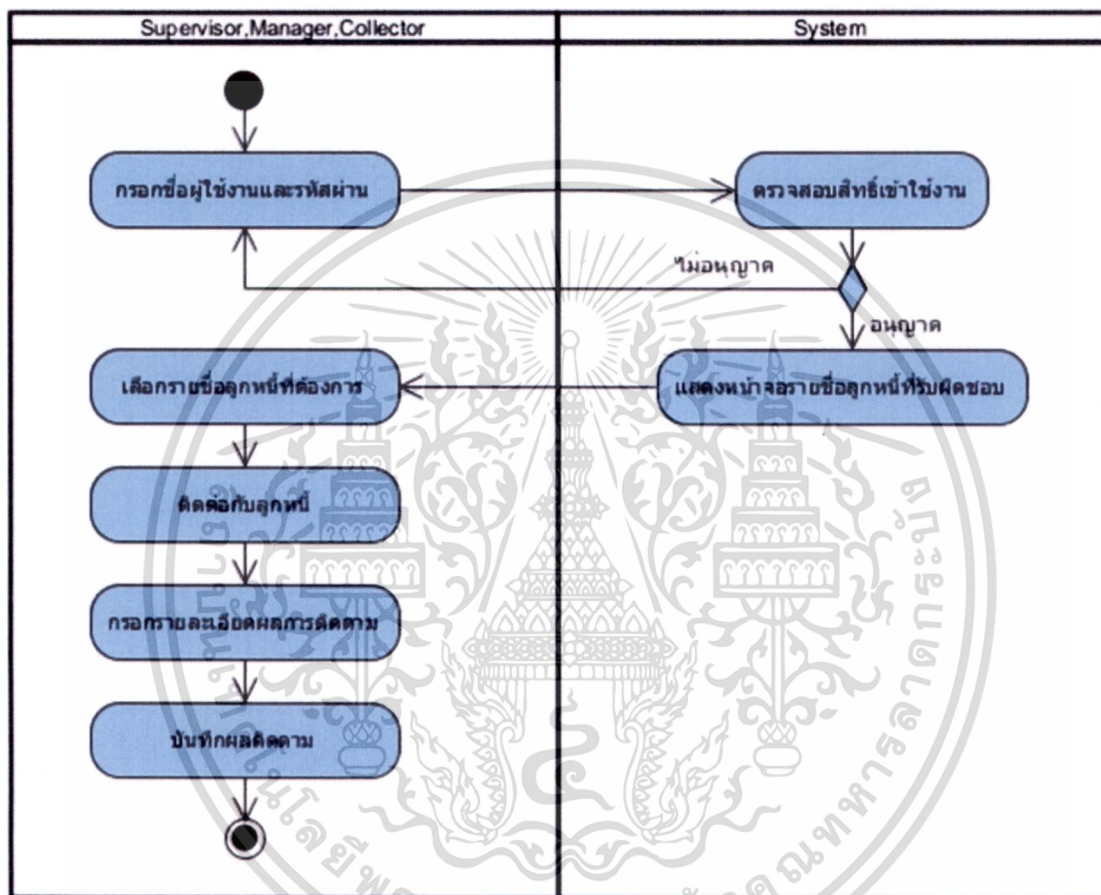 Supervisor,Manager,Collector
System
กรอกชื่อผู้ใช้งานและรหัสผ่าน
ตรวจสอบสิทธิ์เข้าใช้งาน
ไม่อนุญาต
อนุญาต
เลือกรายชื่อลูกหนี้ที่ต้องการ
แสดงหน้าจอรายชื่อลูกหนี้ที่รับผิดชอบ
ติดต่อกับลูกหนี้
กรอกรายละเอียดผลการติดตาม
บันทึกผลติดตาม